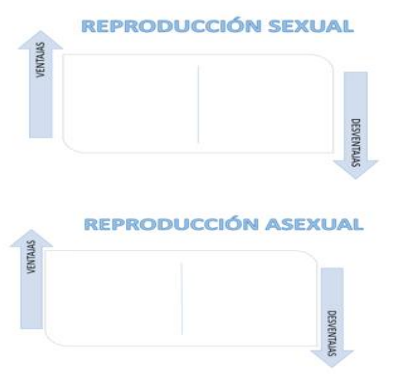 REPRODUCCIÓN SEXUAL
VENTAJAS
DESVENTAJAS
REPRODUCCIÓN ASEXUAL
VENTAJAS
DESVENTAJAS